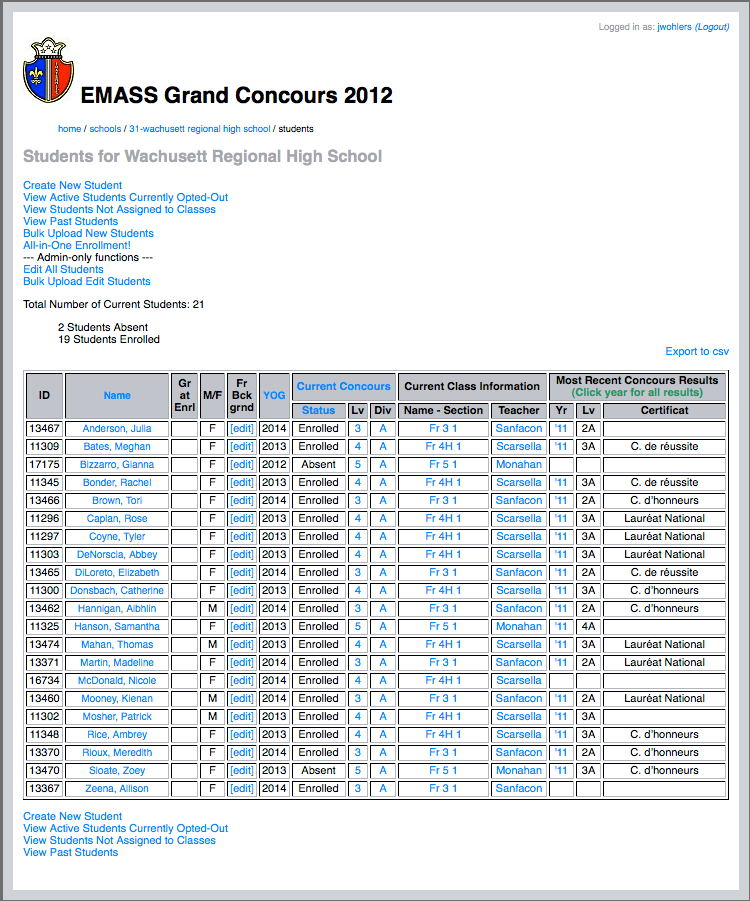 Logged in as: jwohlers (Logout)
EMASS Grand Concours 2012
home / schools / 31-wachusett regional high school / students
Students for Wachusett Regional High School
Create New Student
View Active Students Currently Opted-Out
View Students Not Assigned to Classes
View Past Students
Bulk Upload New Students
All-in-One Enrollment!
--- Admin-only functions ---
Edit All Students
Bulk Upload Edit Students
Total Number of Current Students: 21
2 Students Absent
19 Students Enrolled
Export to csv
ID Name Gr at Enrl M/F Fr Bck grnd YOG Current Concours Current Class Information Most Recent Concours Results (Click year for all results)
Status Lv Div Name - Section Teacher Yr Lv Certificat
13467 Anderson, Julia F [edit] 2014 Enrolled 3 A Fr 3 1 Sanfacon '11 2A
11309 Bates, Meghan F [edit] 2013 Enrolled 4 A Fr 4H 1 Scarsella '11 3A C. de réussite
17175 Bizzarro, Gianna F [edit] 2012 Absent 5 A Fr 5 1 Monahan
11345 Bonder, Rachel F [edit] 2013 Enrolled 4 A Fr 4H 1 Scarsella '11 3A C. de réussite
13466 Brown, Tori F [edit] 2014 Enrolled 3 A Fr 3 1 Sanfacon '11 2A C. d'honneurs
11296 Caplan, Rose F [edit] 2013 Enrolled 4 A Fr 4H 1 Scarsella '11 3A Lauréat National
11297 Coyne, Tyler F [edit] 2013 Enrolled 4 A Fr 4H 1 Scarsella '11 3A Lauréat National
11303 DeNorscia, Abbey F [edit] 2013 Enrolled 4 A Fr 4H 1 Scarsella '11 3A Lauréat National
13465 DiLoreto, Elizabeth F [edit] 2014 Enrolled 3 A Fr 3 1 Sanfacon '11 2A C. de réussite
11300 Donsbach, Catherine F [edit] 2013 Enrolled 4 A Fr 4H 1 Scarsella '11 3A C. d'honneurs
13462 Hannigan, Aibhlin M [edit] 2014 Enrolled 3 A Fr 3 1 Sanfacon '11 2A C. d'honneurs
11325 Hanson, Samantha F [edit] 2013 Enrolled 5 A Fr 5 1 Monahan '11 4A
13474 Mahan, Thomas M [edit] 2013 Enrolled 4 A Fr 4H 1 Scarsella '11 3A Lauréat National
13371 Martin, Madeline F [edit] 2014 Enrolled 3 A Fr 3 1 Sanfacon '11 2A Lauréat National
16734 McDonald, Nicole F [edit] 2014 Enrolled 4 A Fr 4H 1 Scarsella
13460 Mooney, Kienan M [edit] 2014 Enrolled 3 A Fr 3 1 Sanfacon '11 2A Lauréat National
11302 Mosher, Patrick M [edit] 2013 Enrolled 4 A Fr 4H 1 Scarsella '11 3A
11348 Rice, Ambrey F [edit] 2013 Enrolled 4 A Fr 4H 1 Scarsella '11 3A C. d'honneurs
13370 Rioux, Meredith F [edit] 2014 Enrolled 3 A Fr 3 1 Sanfacon '11 2A C. d'honneurs
13470 Sloate, Zoey F [edit] 2013 Absent 5 A Fr 5 1 Monahan '11 3A C. d'honneurs
13367 Zeena, Allison F [edit] 2014 Enrolled 3 A Fr 3 1 Sanfacon
Create New Student
View Active Students Currently Opted-Out
View Students Not Assigned to Classes
View Past Students